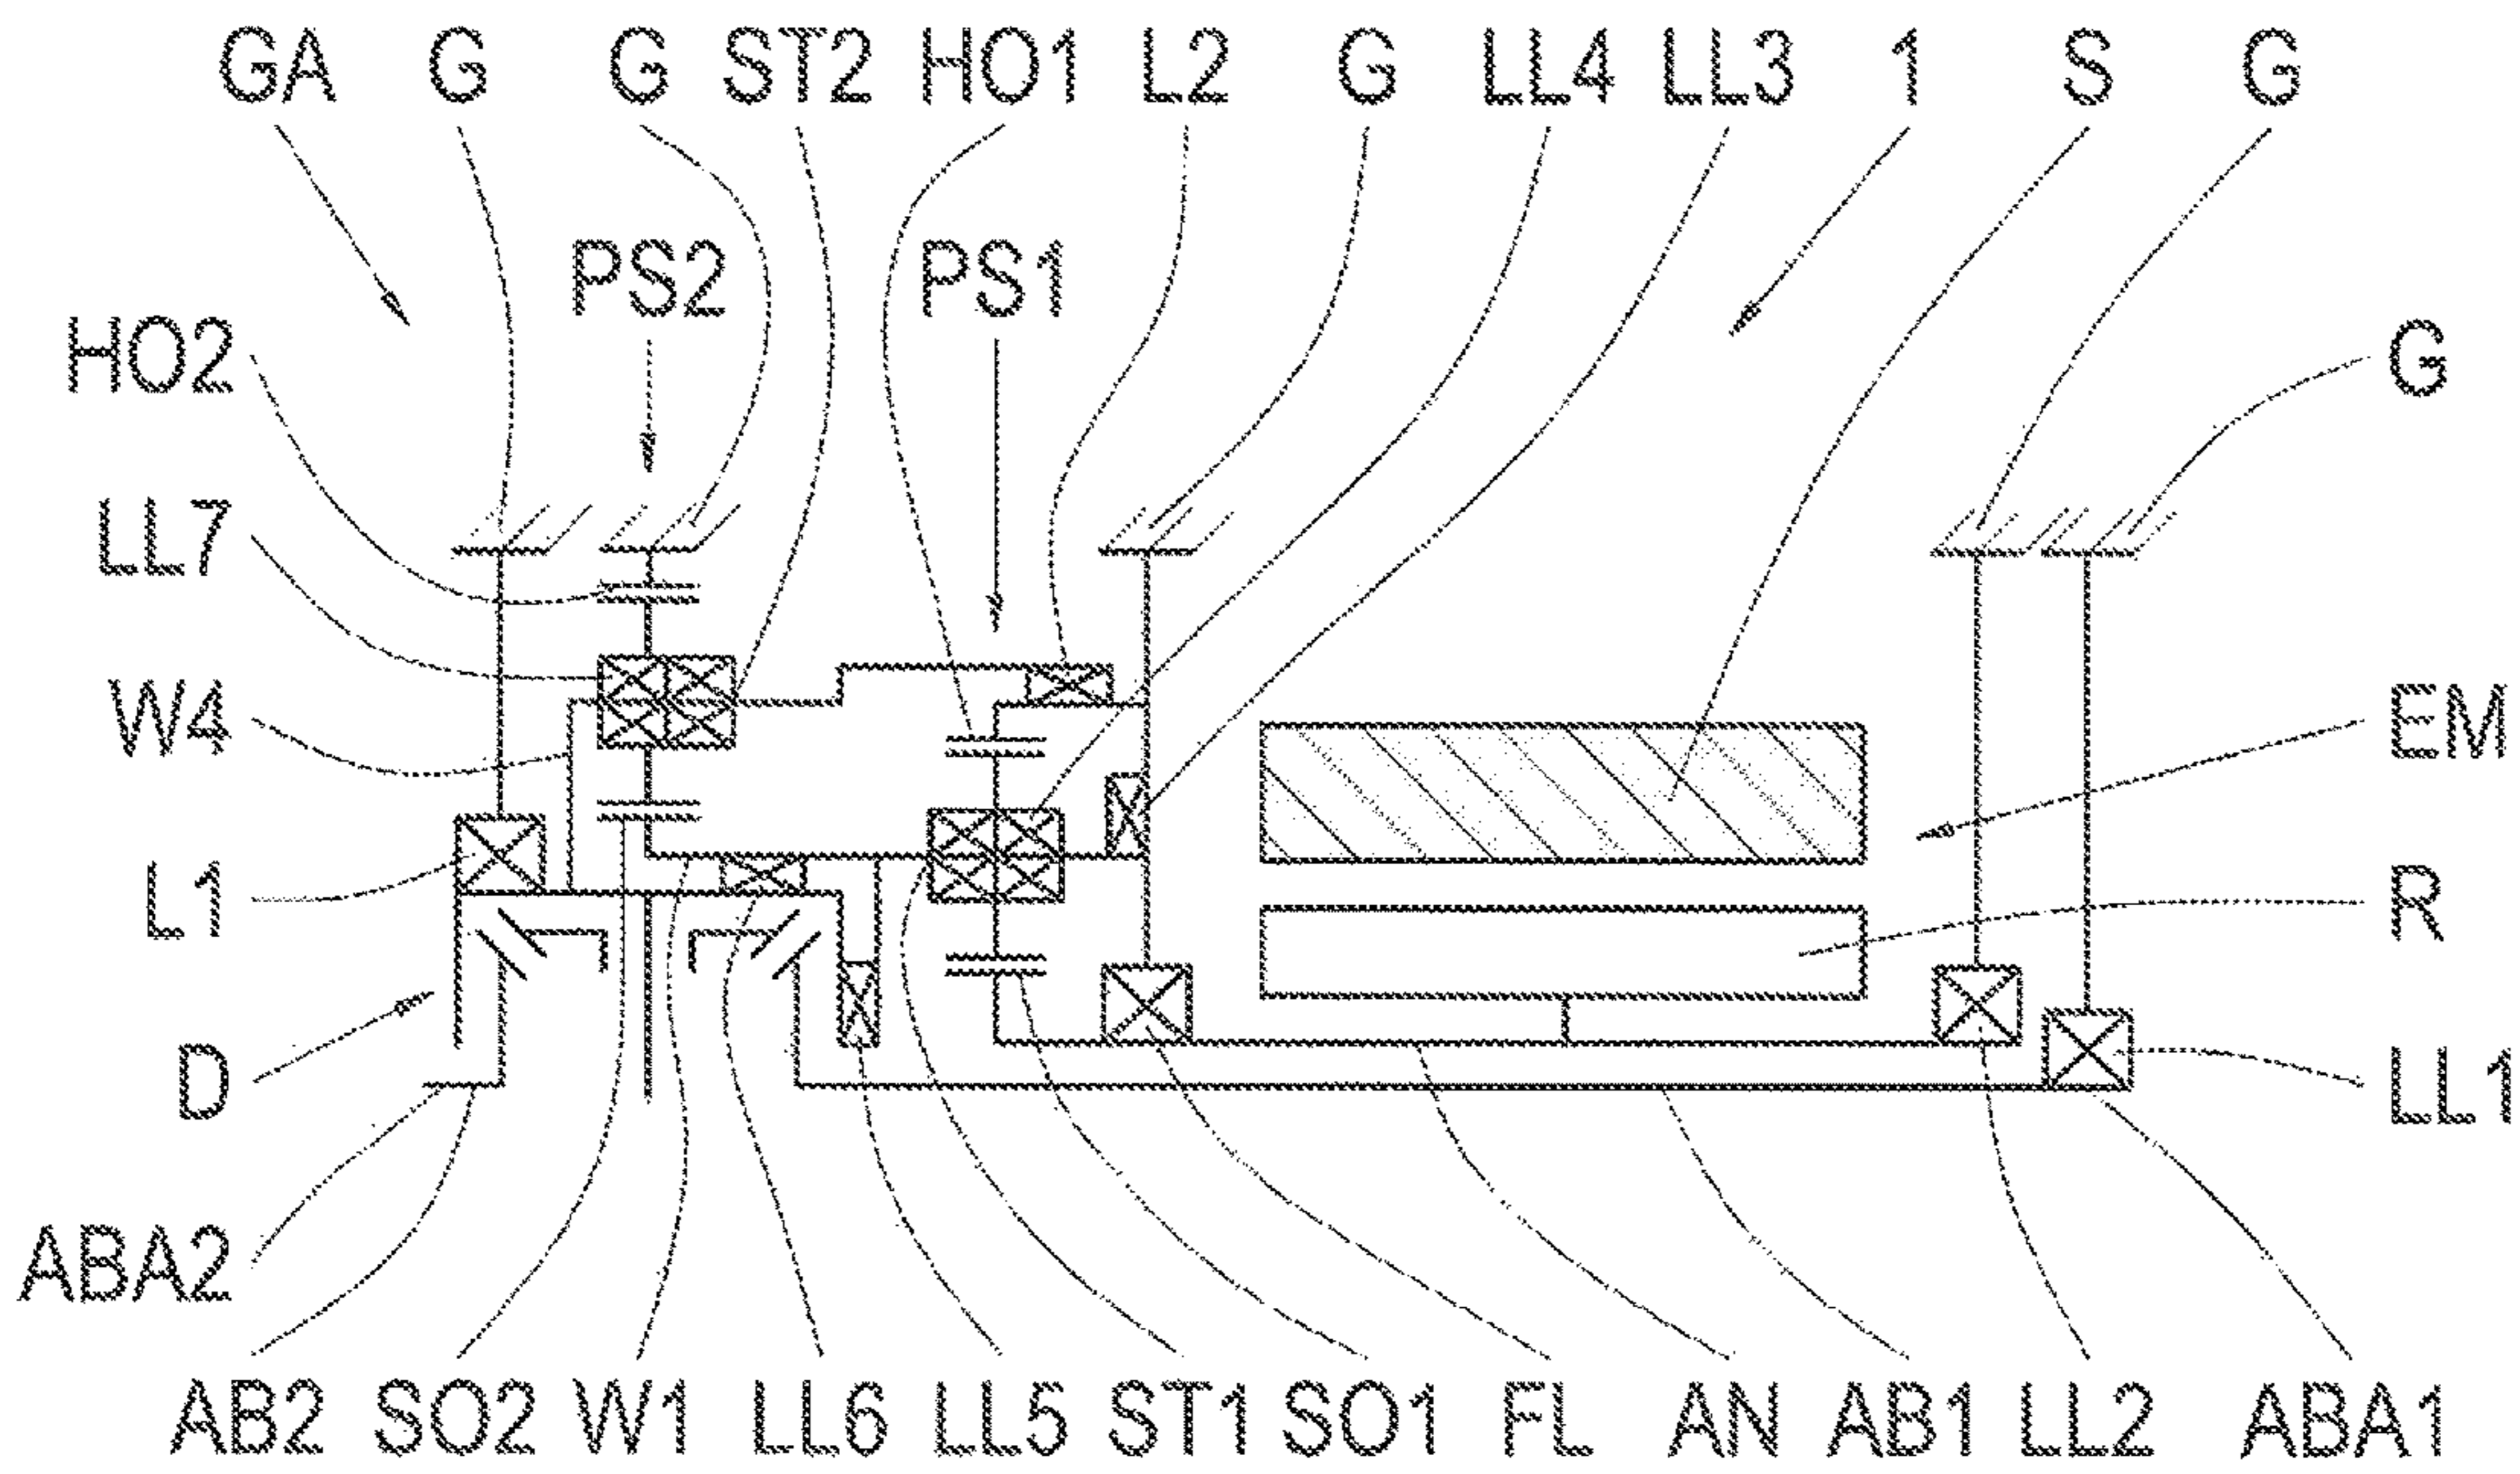 GA G G ST2 HO1 L2 G LL4 LL3 1 S G
PS2 PS1
HO2 G
LL7
W4 EM
L1 R
D LL1
ABA2
AB2 SO2 W1 LL6 LL5 ST1 SO1 FL AN AB1 LL2 ABA1